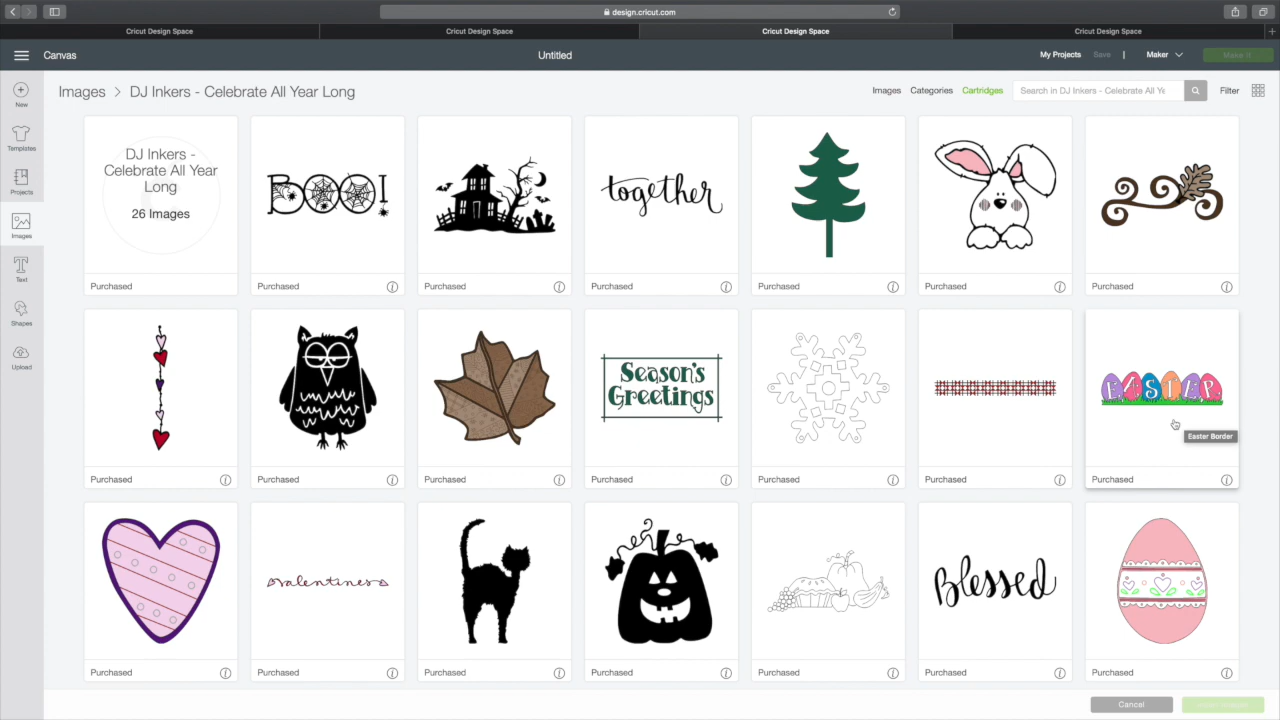 design.cricut.com
Cricut Design Space
Cricut Design Space
Cricut Design Space
Cricut Design Space
Canvas
Untitled
My Projects
Save
|
Maker
Make It
New
Templates
Projects
Images
Text
Shapes
Upload
Images > DJ Inkers - Celebrate All Year Long
Images
Categories
Cartridges
Search in DJ Inkers - Celebrate All Ye
Filter
DJ Inkers -
Celebrate All Year
Long
26 Images
BOO!
together
Purchased
Purchased
Purchased
Purchased
Purchased
Purchased
Purchased
Season's
Greetings
EASTER
Easter Border
Purchased
Purchased
Purchased
Purchased
Purchased
Purchased
Purchased
Valentines
Blessed
Purchased
Purchased
Purchased
Purchased
Purchased
Purchased
Purchased
Cancel